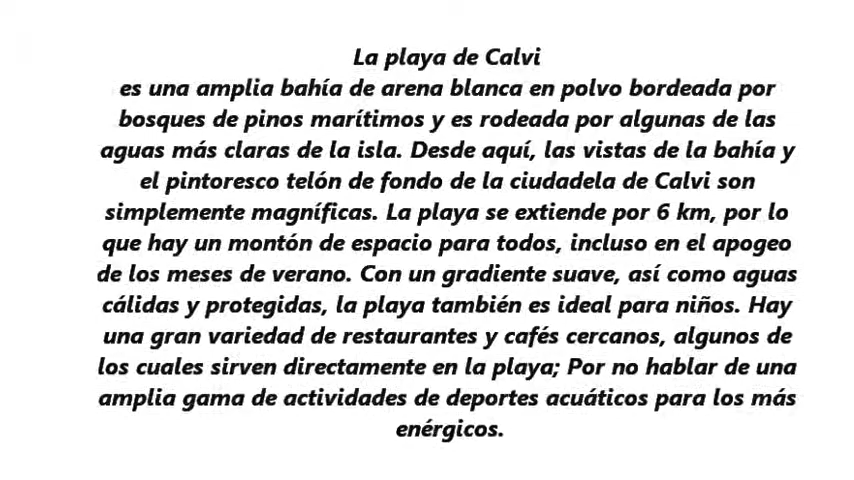 La playa de Calvi
es una amplia bahía de arena blanca en polvo bordeada por
bosques de pinos marítimos y es rodeada por algunas de las
aguas más claras de la isla. Desde aquí, las vistas de la bahía y
el pintoresco telón de fondo de la ciudadela de Calvi son
simplemente magníficas. La playa se extiende por 6 km, por lo
que hay un montón de espacio para todos, incluso en el apogeo
de los meses de verano. Con un gradiente suave, así como aguas
cálidas y protegidas, la playa también es ideal para niños. Hay
una gran variedad de restaurantes y cafés cercanos, algunos de
los cuales sirven directamente en la playa; Por no hablar de una
amplia gama de actividades de deportes acuáticos para los más
enérgicos.